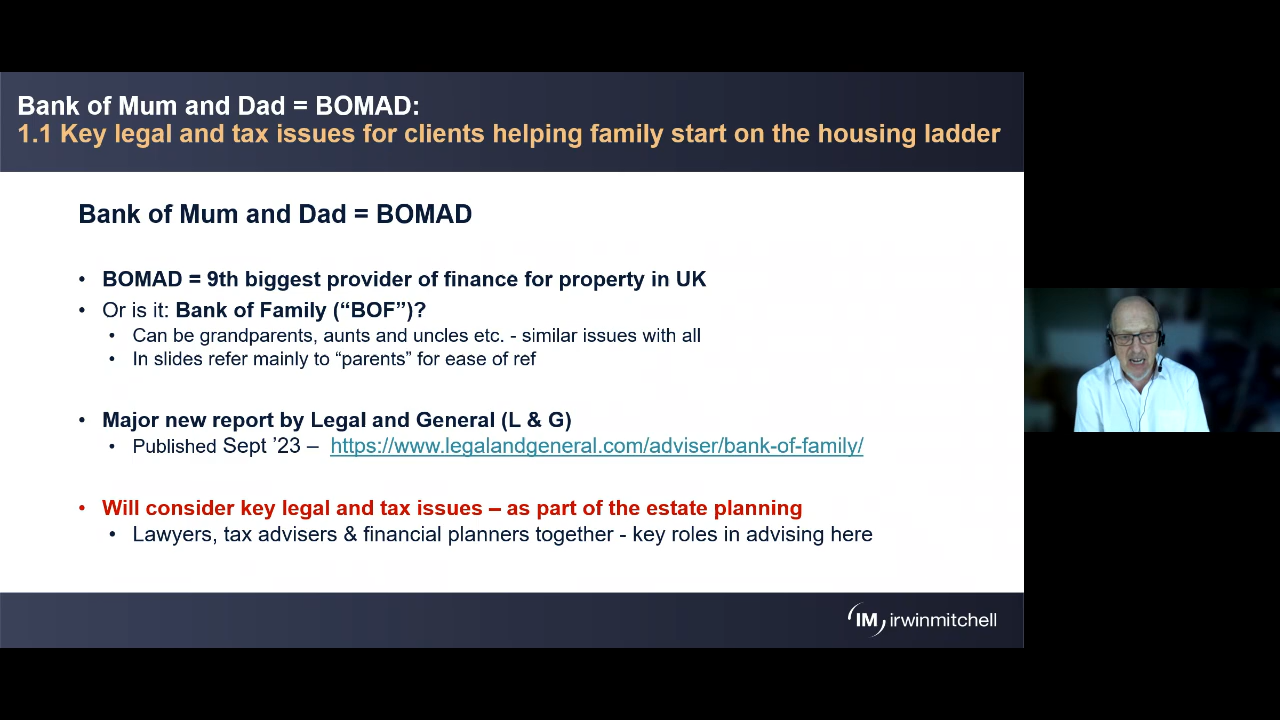 Bank of Mum and Dad = BOMAD:
1.1 Key legal and tax issues for clients helping family start on the housing ladder
Bank of Mum and Dad = BOMAD
• BOMAD = 9th biggest provider of finance for property in UK
• Or is it: Bank of Family (“BOF”)?
• Can be grandparents, aunts and uncles etc. - similar issues with all
• In slides refer mainly to “parents” for ease of ref
• Major new report by Legal and General (L & G)
• Published Sept ’23 – https://www.legalandgeneral.com/adviser/bank-of-family/
• Will consider key legal and tax issues – as part of the estate planning
• Lawyers, tax advisers & financial planners together - key roles in advising here
IM irwinmitchell